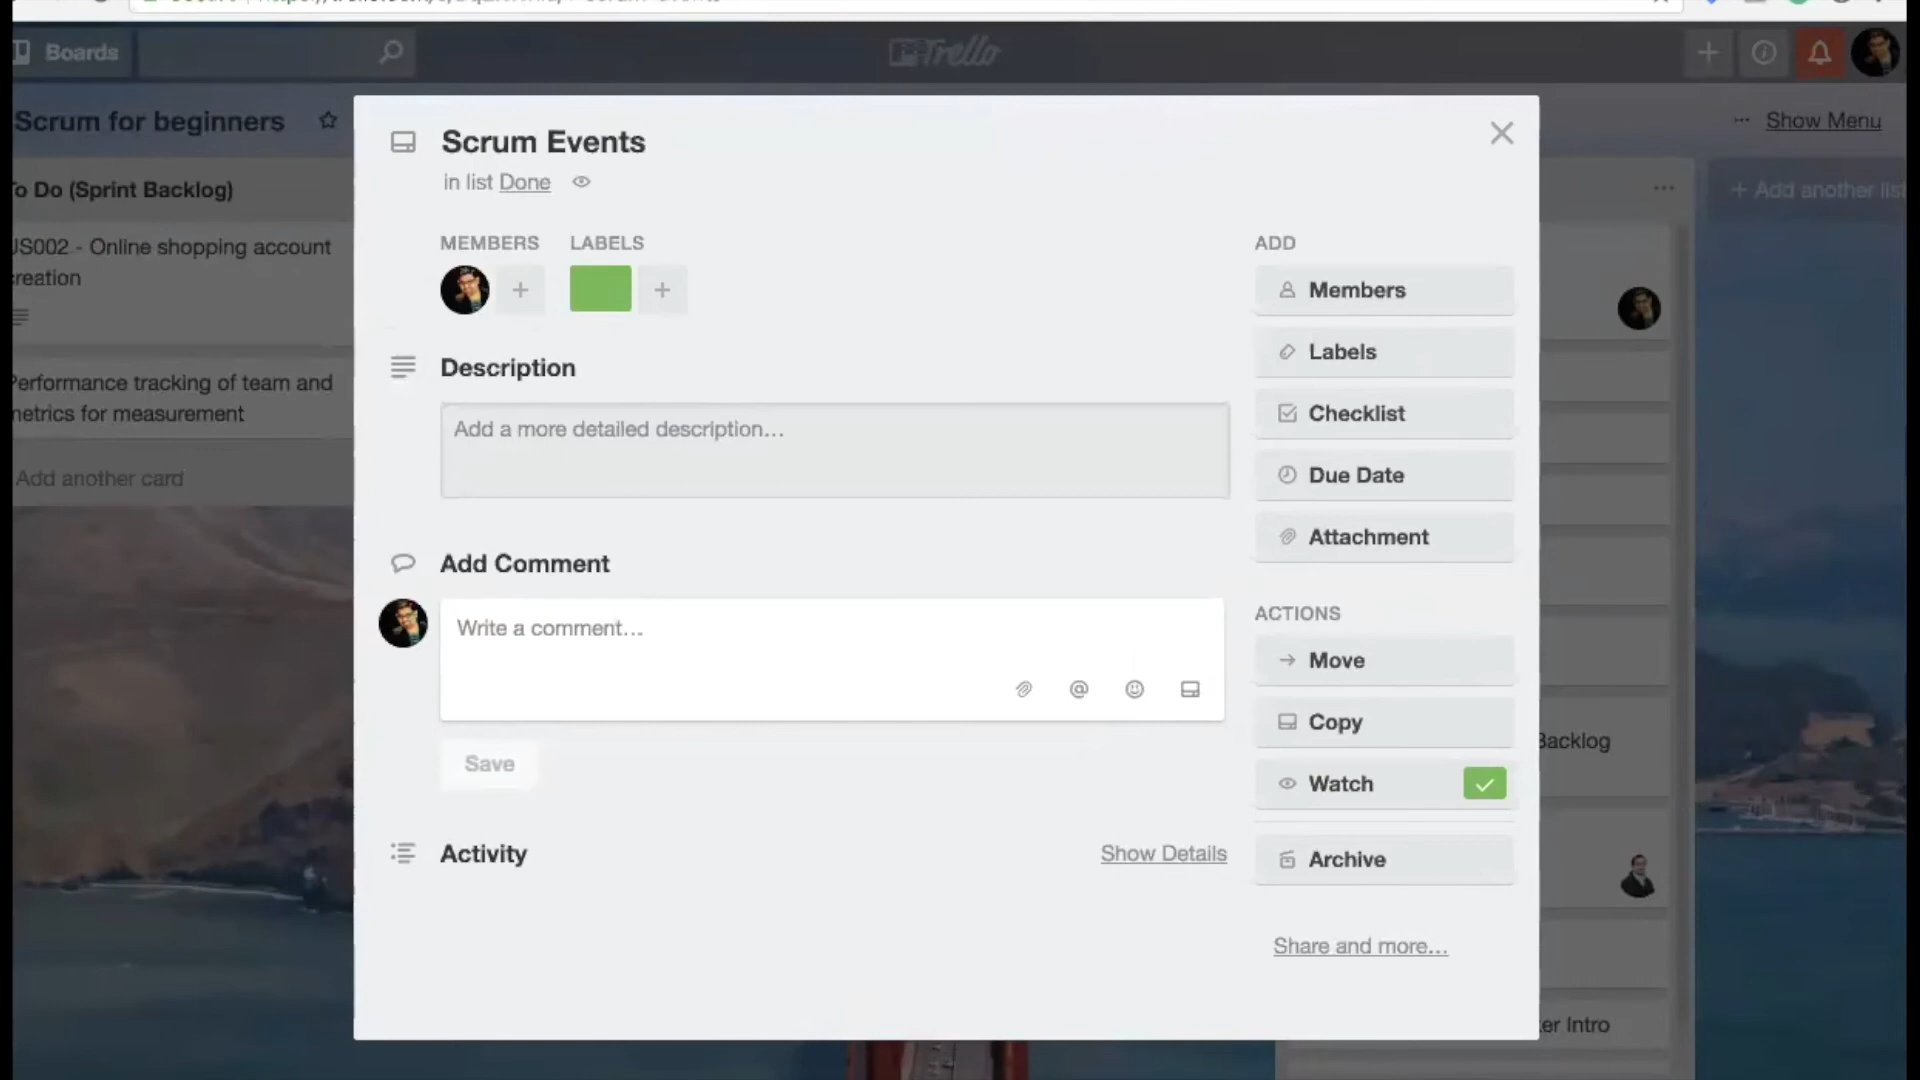 Boards
Trello
Scrum for beginners
Show Menu
To Do (Sprint Backlog)
US002 - Online shopping account
creation
Performance tracking of team and
metrics for measurement
Add another card
Scrum Events
in list Done
MEMBERS
LABELS
Description
Add a more detailed description...
Add Comment
Write a comment...
Save
Activity
Show Details
ADD
Members
Labels
Checklist
Due Date
Attachment
ACTIONS
Move
Copy
Watch
Archive
Share and more...
+ Add another list
Backlog
Intro